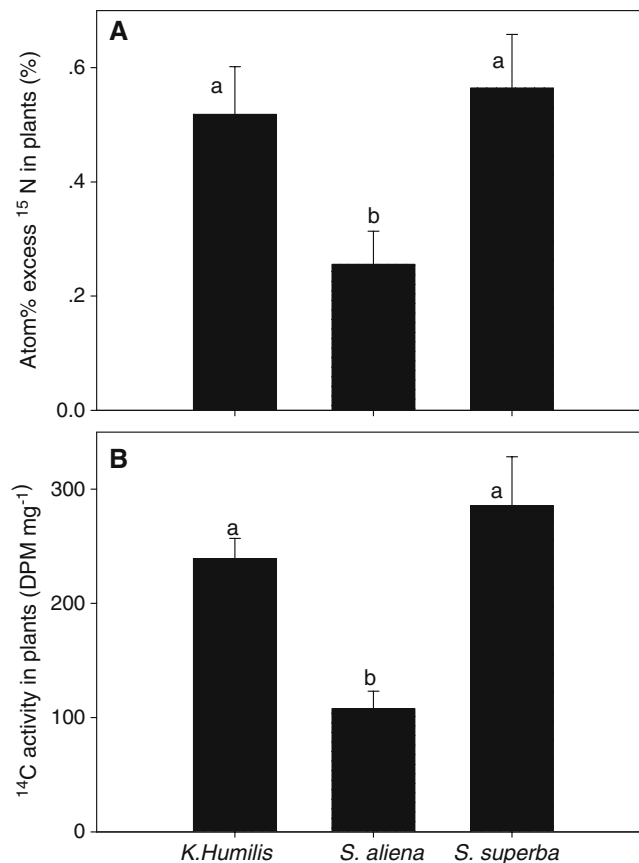 A
Atom% excess ¹⁵ N in plants (%)
.6
.4
.2
0.0
a
b
a
B
¹⁴C activity in plants (DPM mg⁻¹)
300
200
100
0
a
b
a
K.Humilis S. aliena S. superba